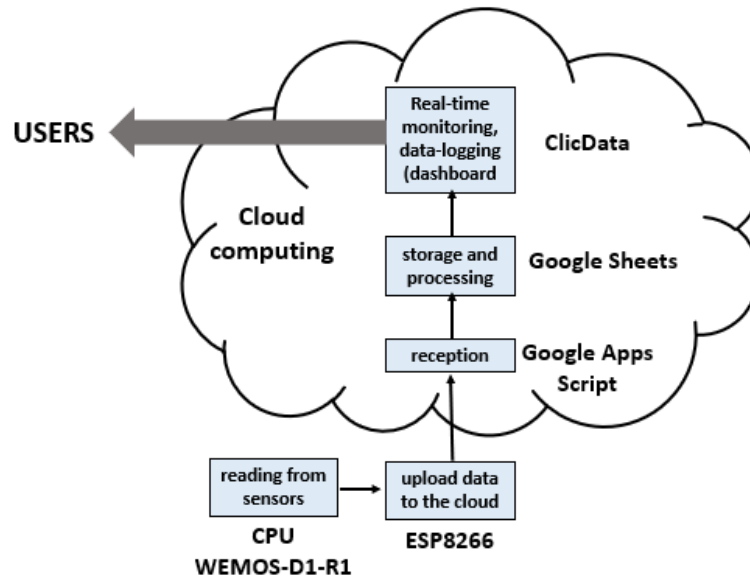 Real-time
monitoring,
data-logging
(dashboard
ClicData
USERS
Cloud
computing
storage and
processing
Google Sheets
reception
Google Apps
Script
reading from
sensors
upload data
to the cloud
CPU
WEMOS-D1-R1
ESP8266